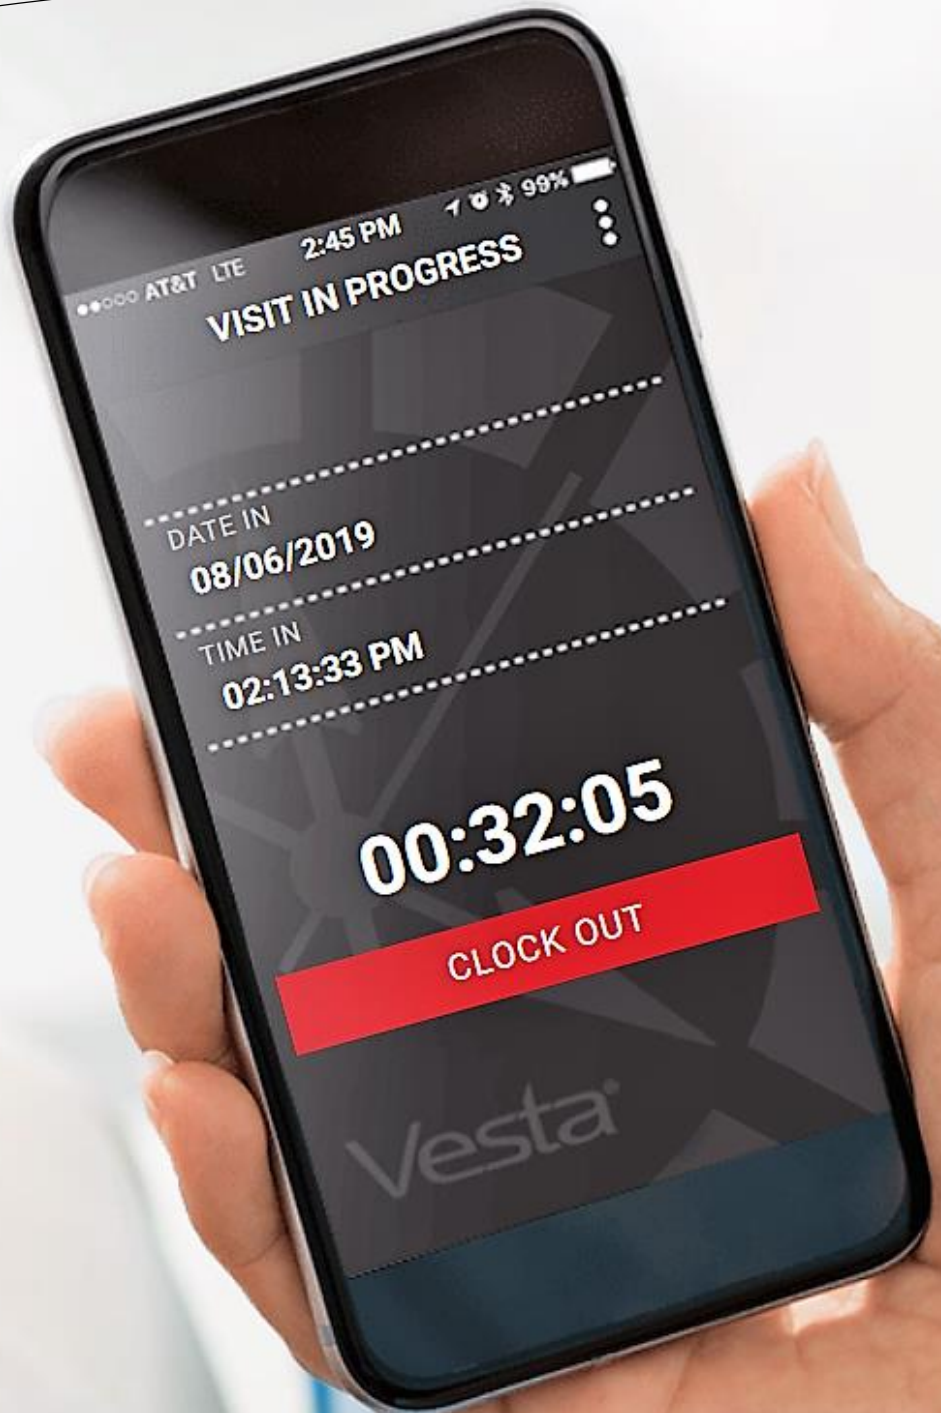 AT&T LTE 2:45 PM 99%
VISIT IN PROGRESS
DATE IN
08/06/2019
TIME IN
02:13:33 PM
00:32:05
CLOCK OUT
Vesta